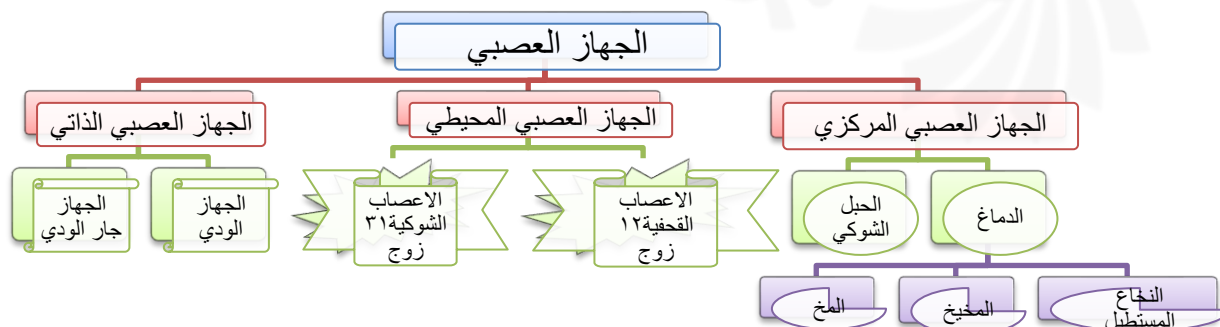 الجهاز العصبي
الجهاز العصبي المركزي
الجهاز العصبي المحيطي
الجهاز العصبي الذاتي
الدماغ
الحبل
الشوكي
الاعصاب
القحفية١٢
زوج
الاعصاب
الشوكية٣١
زوج
الجهاز
الودي
الجهاز
جار الودي
النخاع
المستطيل
المخيخ
المخ